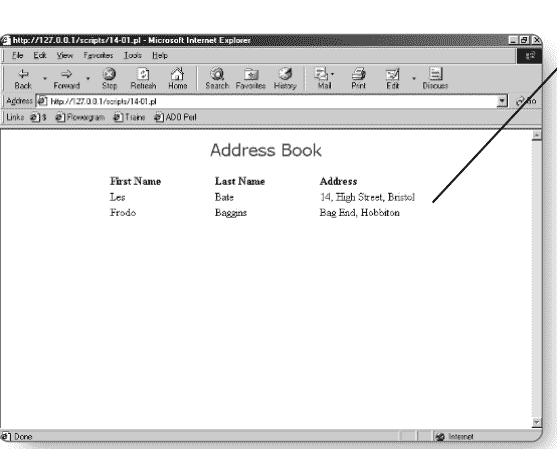 http://127.0.0.1/scripts/14-01.pl - Microsoft Internet Explorer
File Edit View Favorites Tools Help
Back Forward Stop Refresh Home Search Favorites History Mail Print Edit Discuss
Address http://127.0.0.1/scripts/14-01.pl Go
Links $ Powergram Trains ADO Perl
Address Book
First Name Last Name Address
Les Bate 14, High Street, Bristol
Frodo Baggins Bag End, Hobbiton
Done Internet